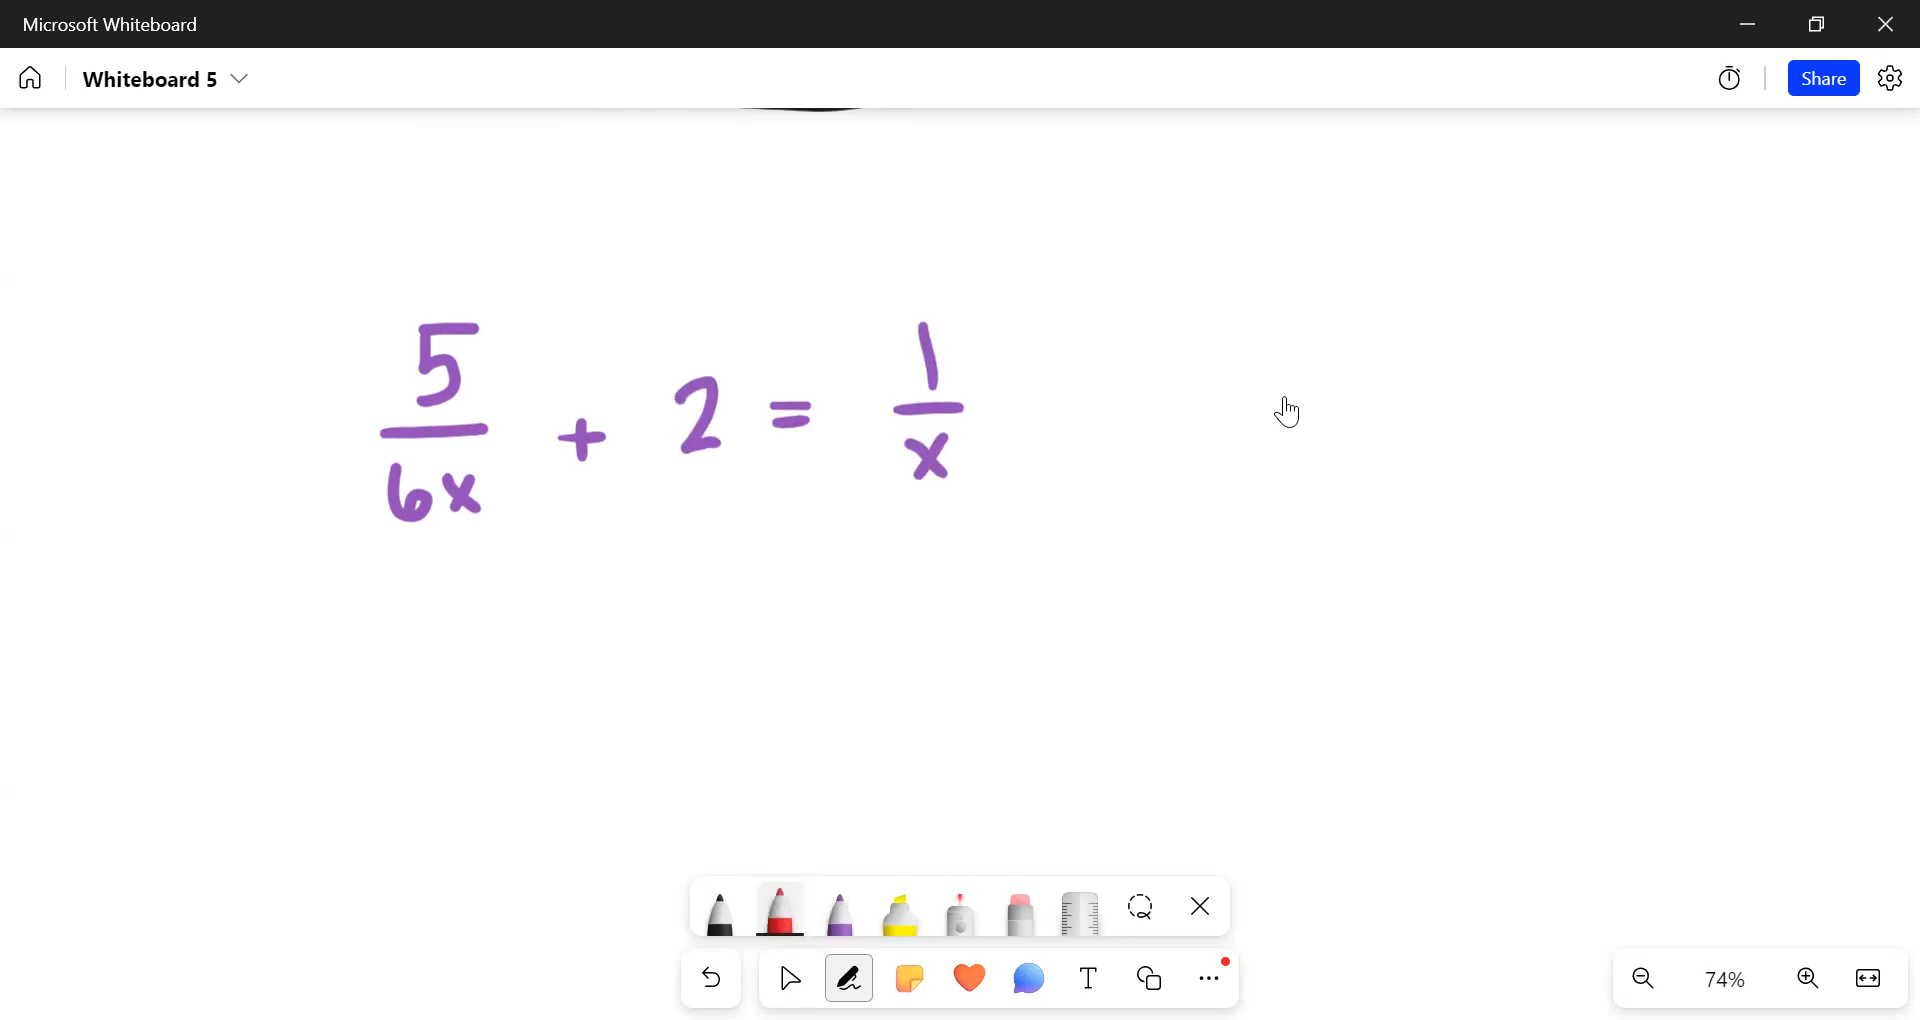 Microsoft Whiteboard
Whiteboard 5
Share
5/6x + 2 = 1/x
T
74%